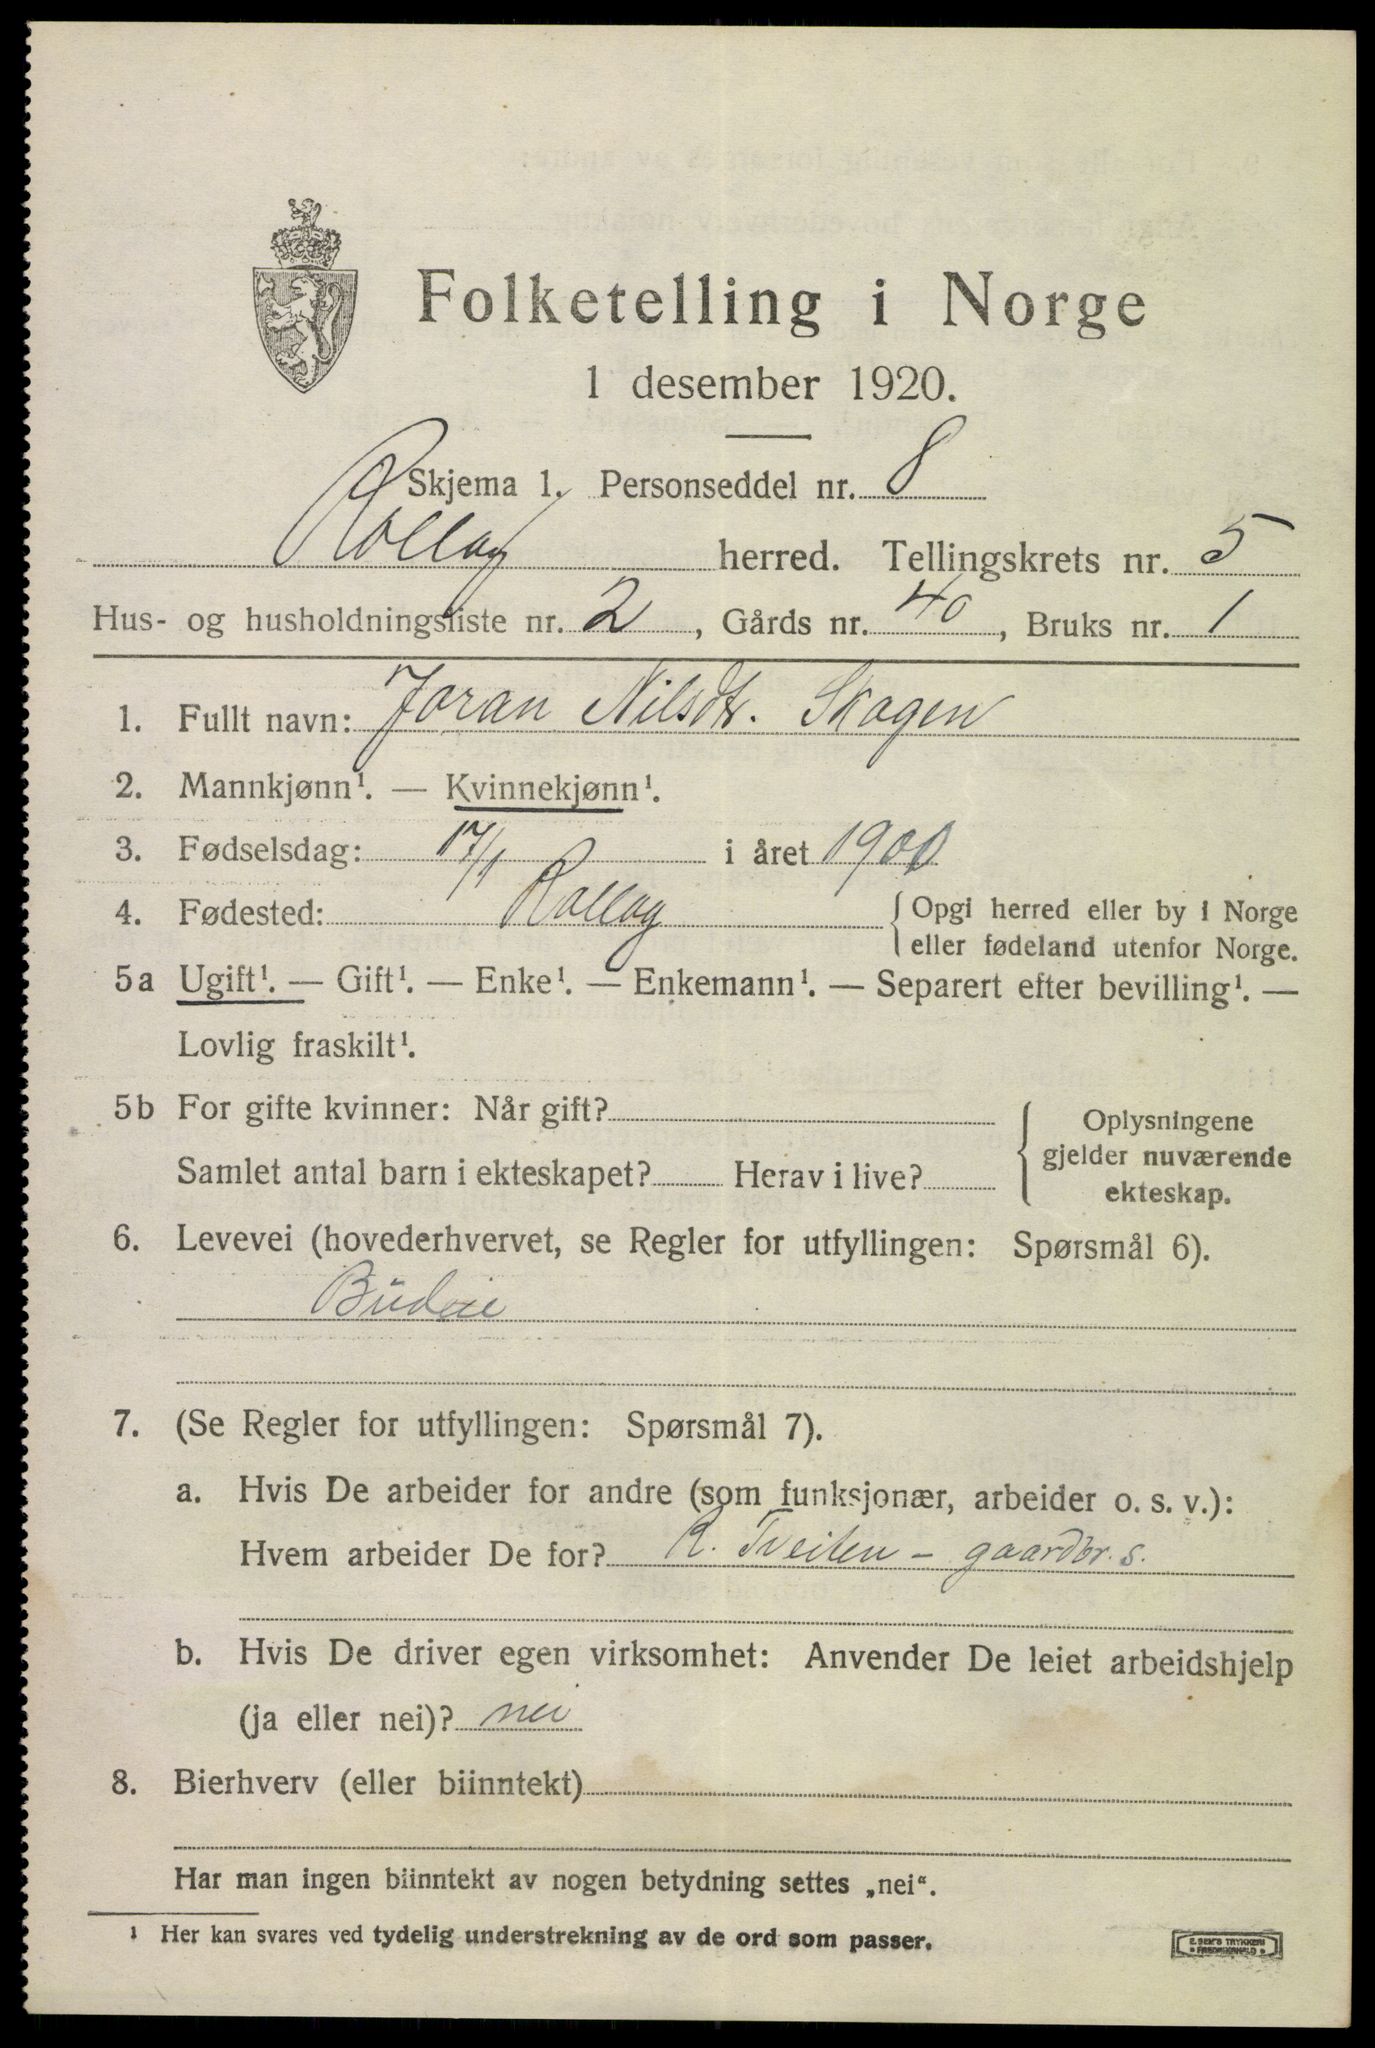 Folketelling i Norge
1 desember 1920.
Skjema 1. Personseddel nr. 8
Rollag herred. Tellingskrets nr. 5
Hus- og husholdningsliste nr. 2, Gårds nr. 40, Bruks nr. 1
1. Fullt navn: Joran Nilsdtr. Skogen
2. Mannkjønn¹. — Kvinnekjønn¹.
3. Fødselsdag: 17/1 i året 1900
4. Fødested: Rollag { Opgi herred eller by i Norge
eller fødeland utenfor Norge.
5a Ugift¹. — Gift¹. — Enke¹. — Enkemann¹. — Separert efter bevilling¹. —
Lovlig fraskilt¹.
5b For gifte kvinner: Når gift?
Samlet antal barn i ekteskapet? Herav i live?
{ Oplysningene
gjelder nuværende
ekteskap.
6. Levevei (hovederhvervet, se Regler for utfyllingen: Spørsmål 6).
Budeie
7. (Se Regler for utfyllingen: Spørsmål 7).
a. Hvis De arbeider for andre (som funksjonær, arbeider o. s. v.):
Hvem arbeider De for? R. Tveiten - gaardbr. s.
b. Hvis De driver egen virksomhet: Anvender De leiet arbeidshjelp
(ja eller nei)? nei
8. Bierhverv (eller biinntekt)
Har man ingen biinntekt av nogen betydning settes „nei“.
¹ Her kan svares ved tydelig understrekning av de ord som passer.
E. SEM'S TRYKKERI
• FREDRIKSHALD •